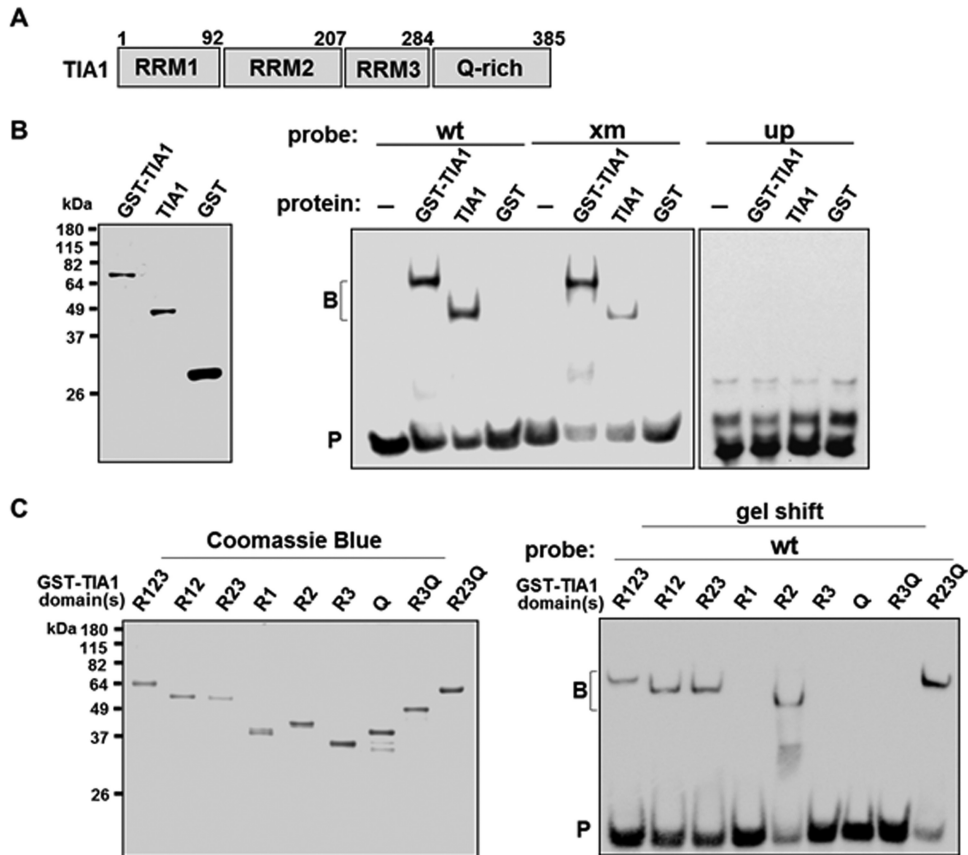 A
1 92 207 284 385
TIA1 RRM1 RRM2 RRM3 Q-rich
B
probe: wt xm up
protein: – GST-TIA1 TIA1 GST – GST-TIA1 TIA1 GST – GST-TIA1 TIA1 GST
GST-TIA1 TIA1 GST
kDa
180
115
82
64
49
37
26
B
P
C
Coomassie Blue
GST-TIA1
domain(s) R123 R12 R23 R1 R2 R3 Q R3Q R23Q
kDa
180
115
82
64
49
37
26
gel shift
probe: wt
GST-TIA1
domain(s) R123 R12 R23 R1 R2 R3 Q R3Q R23Q
B
P